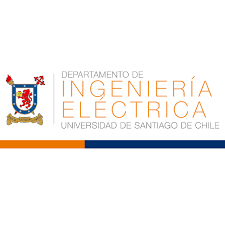 DEPARTAMENTO DE
INGENIERÍA
ELÉCTRICA
UNIVERSIDAD DE SANTIAGO DE CHILE